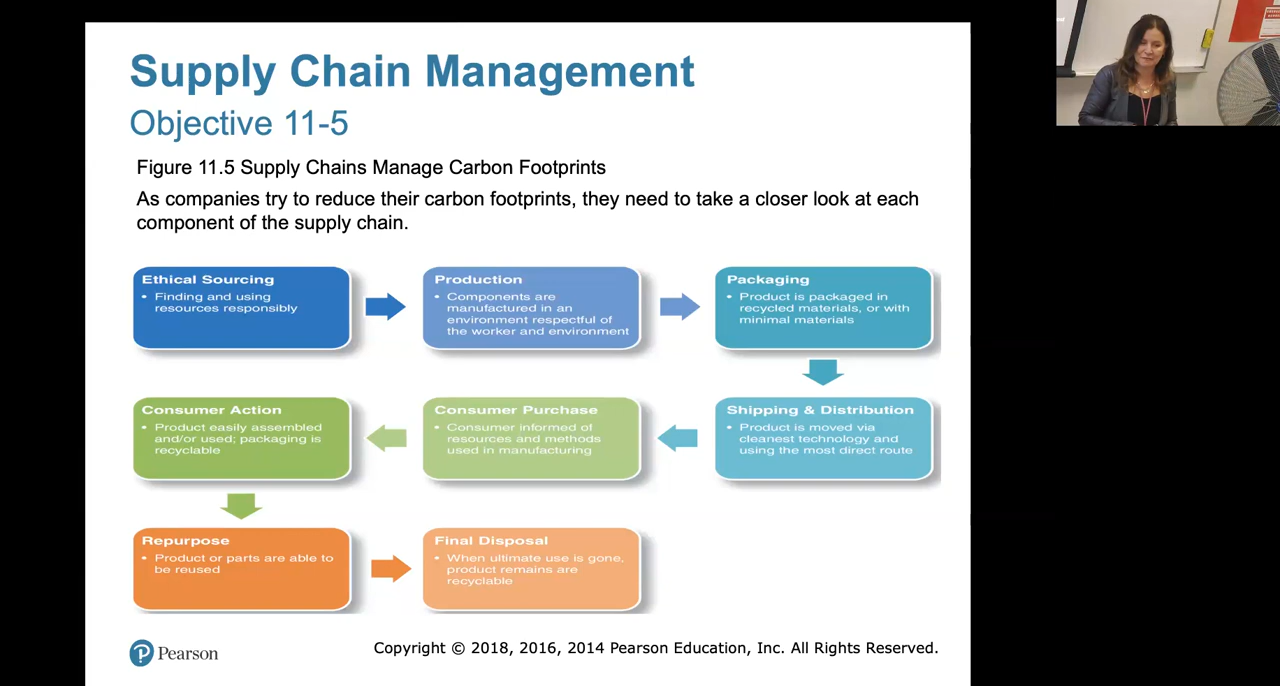 Supply Chain Management
Objective 11-5
Figure 11.5 Supply Chains Manage Carbon Footprints
As companies try to reduce their carbon footprints, they need to take a closer look at each
component of the supply chain.
Ethical Sourcing
• Finding and using
resources responsibly
Production
• Components are
manufactured in an
environment respectful of
the worker and environment
Packaging
• Product is packaged in
recycled materials, or with
minimal materials
Shipping & Distribution
• Product is moved via
cleanest technology and
using the most direct route
Consumer Purchase
• Consumer informed of
resources and methods
used in manufacturing
Consumer Action
• Product easily assembled
and/or used; packaging is
recyclable
Repurpose
• Product or parts are able to
be reused
Final Disposal
• When ultimate use is gone,
product remains are
recyclable
Pearson
Copyright © 2018, 2016, 2014 Pearson Education, Inc. All Rights Reserved.